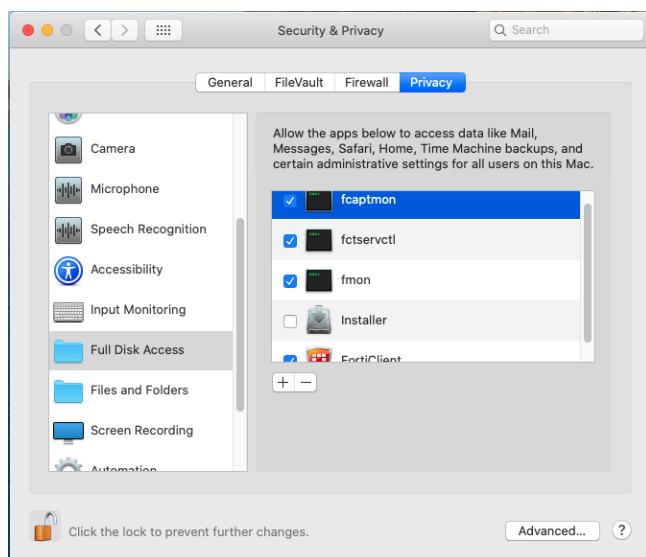 Security & Privacy
Search
General
FileVault
Firewall
Privacy
Camera
Microphone
Speech Recognition
Accessibility
Input Monitoring
Full Disk Access
Files and Folders
Screen Recording
Automation
Allow the apps below to access data like Mail,
Messages, Safari, Home, Time Machine backups, and
certain administrative settings for all users on this Mac.
fcaptmon
fctservctl
fmon
Installer
FortiClient
+ −
Click the lock to prevent further changes.
Advanced...
?